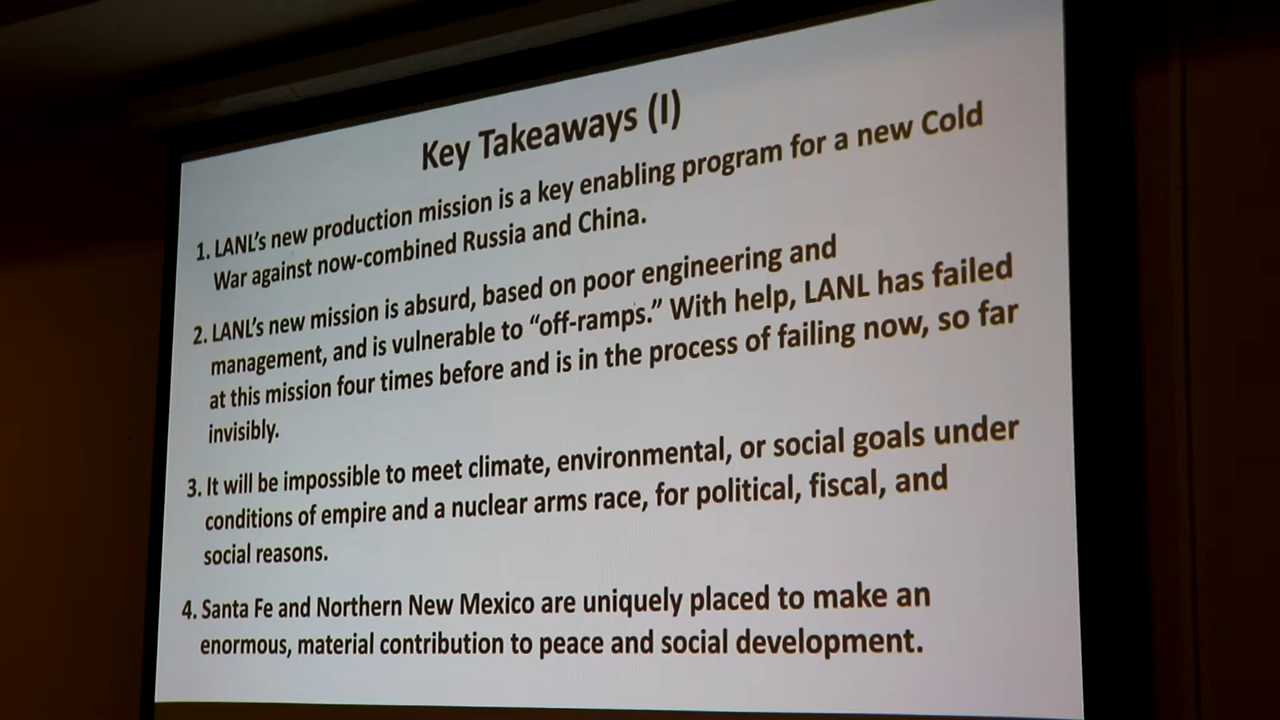 Key Takeaways (I)
1. LANL's new production mission is a key enabling program for a new Cold
War against now-combined Russia and China.
2. LANL's new mission is absurd, based on poor engineering and
management, and is vulnerable to “off-ramps.” With help, LANL has failed
at this mission four times before and is in the process of failing now, so far
invisibly.
3. It will be impossible to meet climate, environmental, or social goals under
conditions of empire and a nuclear arms race, for political, fiscal, and
social reasons.
4. Santa Fe and Northern New Mexico are uniquely placed to make an
enormous, material contribution to peace and social development.